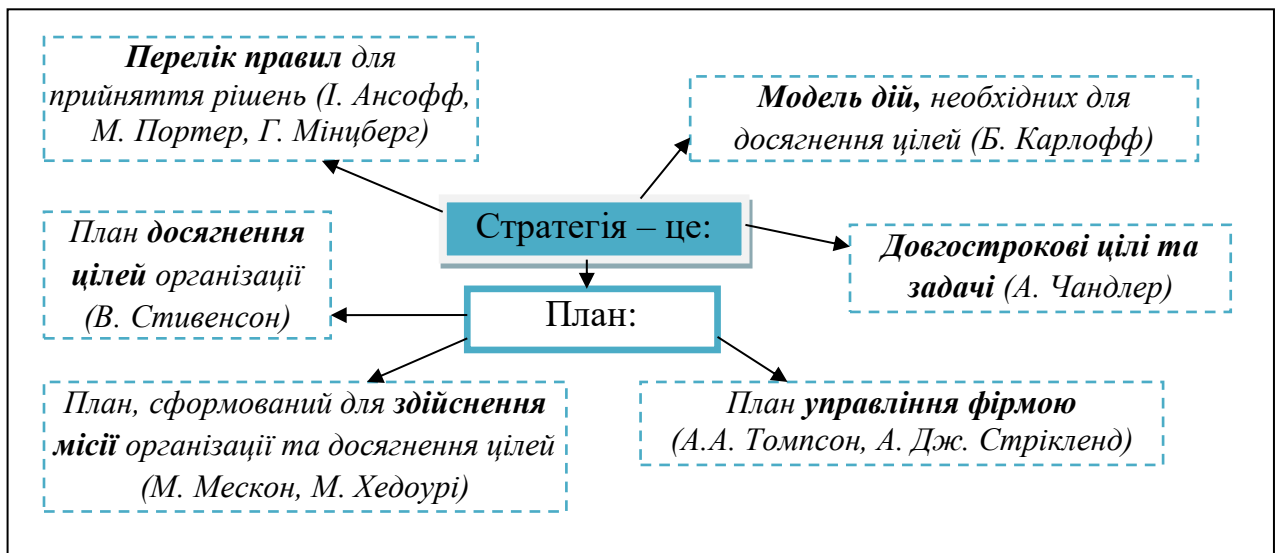 Перелік правил для
прийняття рішень (І. Ансофф,
М. Портер, Г. Мінцберг)
Модель дій, необхідних для
досягнення цілей (Б. Карлофф)
Стратегія – це:
План досягнення
цілей організації
(В. Стивенсон)
Довгострокові цілі та
задачі (А. Чандлер)
План:
План, сформований для здійснення
місії організації та досягнення цілей
(М. Мескон, М. Хедоурі)
План управління фірмою
(А.А. Томпсон, А. Дж. Стрікленд)